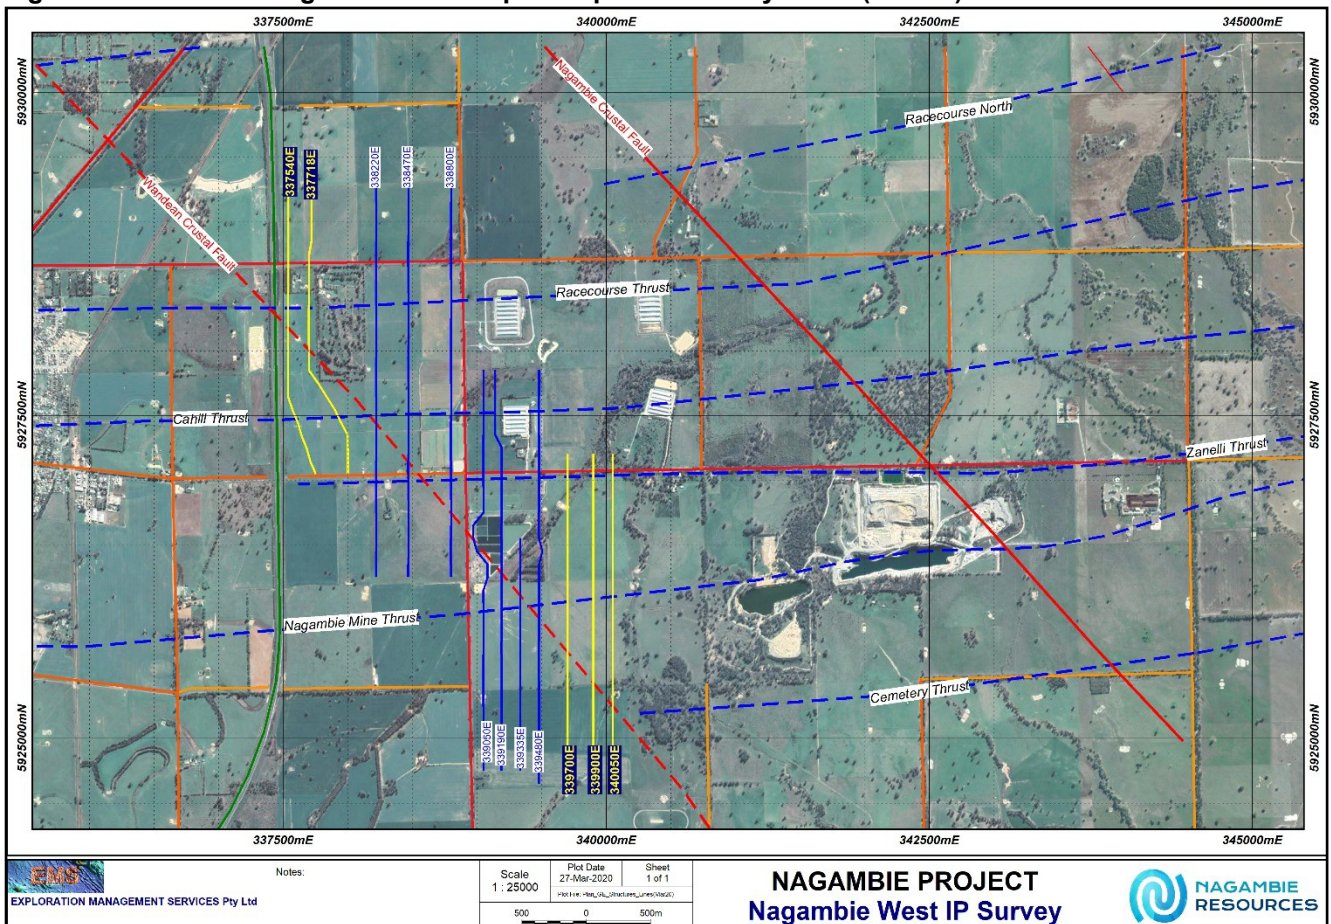 337500mE
340000mE
342500mE
345000mE
5930000mN
5930000mN
Nagambie Crustal Fault
Racecourse North
337540E
337718E
338220E
338470E
338800E
Wandean Crustal Fault
Racecourse Thrust
5927500mN
5927500mN
Cahill Thrust
Zanelli Thrust
Nagambie Mine Thrust
Cemetery Thrust
339050E
339190E
339335E
339480E
339700E
339900E
340050E
5925000mN
5925000mN
337500mE
340000mE
342500mE
345000mE
EMS
EXPLORATION MANAGEMENT SERVICES Pty Ltd
Notes:
Scale
1 : 25000
Plot Date
27-Mar-2020
Sheet
1 of 1
500
0
500m
NAGAMBIE PROJECT
Nagambie West IP Survey
NAGAMBIE
RESOURCES